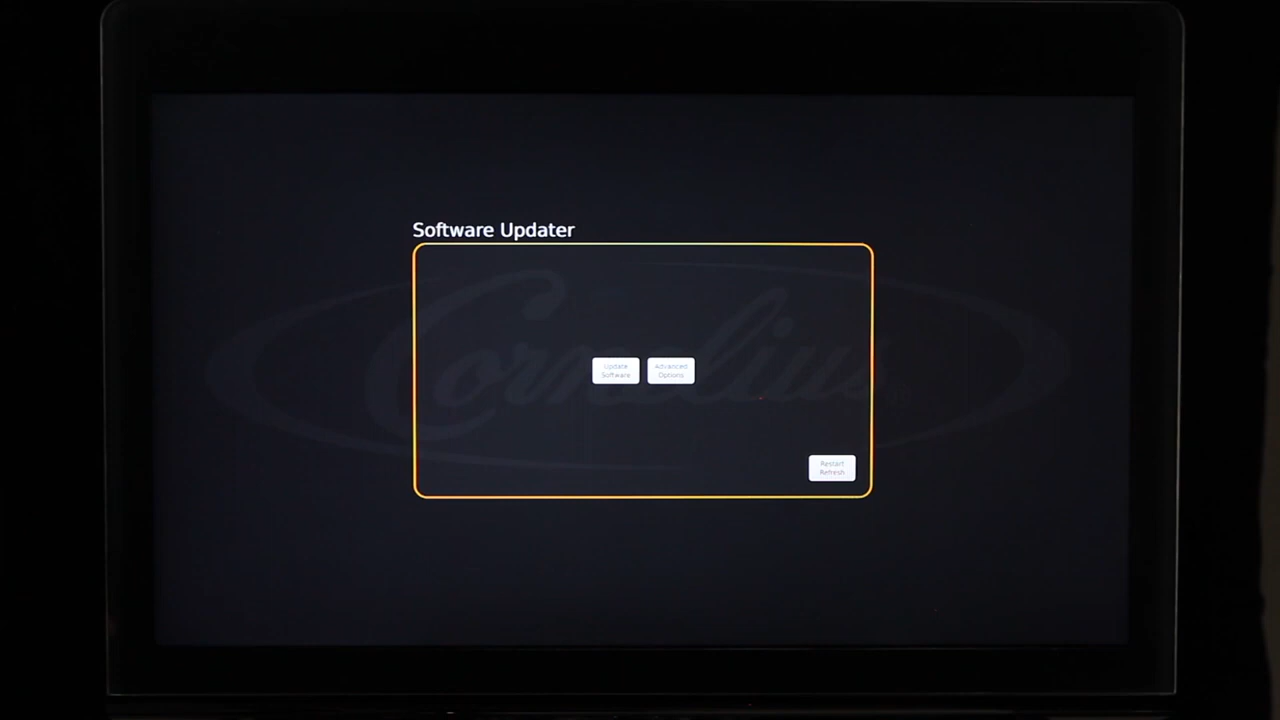 Software Updater
Cornelius
Update
Software
Advanced
Options
Restart
Refresh